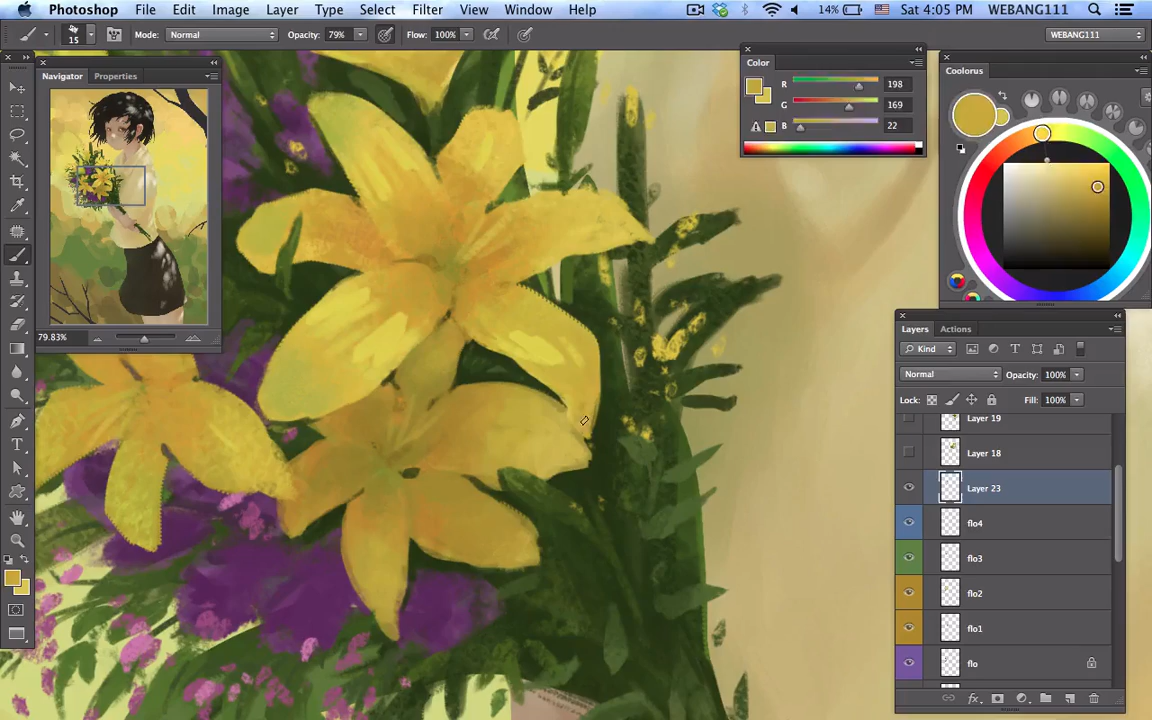 Photoshop File Edit Image Layer Type Select Filter View Window Help 14% Sat 4:05 PM WEBANG111
15 Mode: Normal Opacity: 79% Flow: 100% WEBANG111
Navigator Properties
79.83%
Color
R 198
G 169
B 22
Coolorus
Layers Actions
Kind
Normal Opacity: 100%
Lock: Fill: 100%
Layer 19
Layer 18
Layer 23
flo4
flo3
flo2
flo1
flo
fx